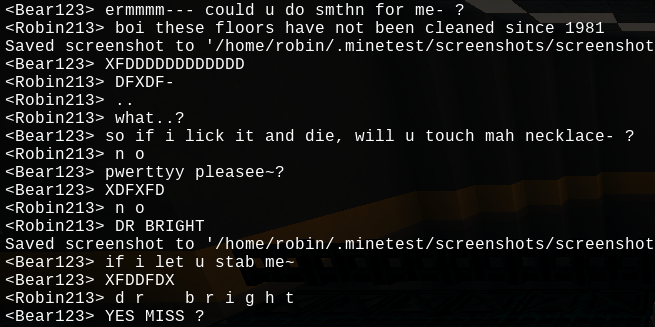 <Bear123> ermmmm--- could u do smthn for me- ?
<Robin213> boi these floors have not been cleaned since 1981
Saved screenshot to '/home/robin/.minetest/screenshots/screenshot
<Bear123> XFDDDDDDDDDDDD
<Robin213> DFXDF-
<Robin213> ..
<Robin213> what..?
<Bear123> so if i lick it and die, will u touch mah necklace- ?
<Robin213> n o
<Bear123> pwerttyy pleasee~?
<Bear123> XDFXFD
<Robin213> n o
<Robin213> DR BRIGHT
Saved screenshot to '/home/robin/.minetest/screenshots/screenshot
<Bear123> if i let u stab me~
<Bear123> XFDDFDX
<Robin213> d r    b r i g h t
<Bear123> YES MISS ?